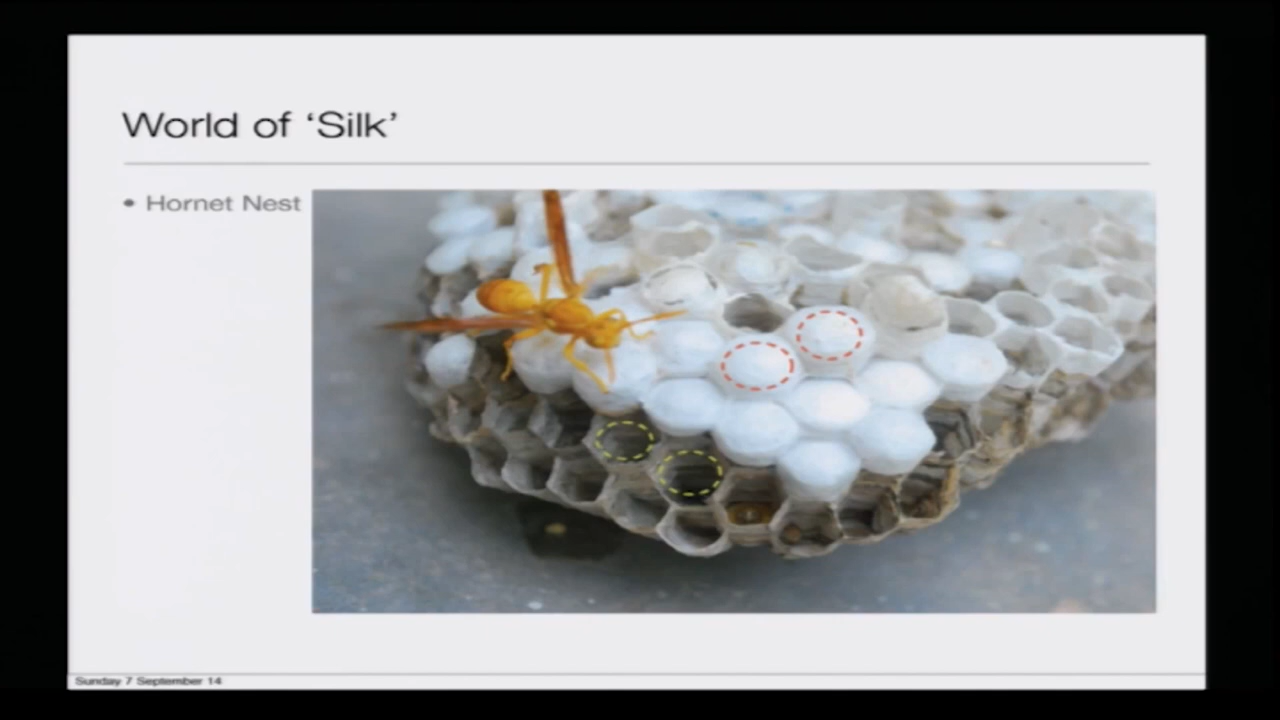 World of ‘Silk’
• Hornet Nest
Sunday 7 September 14